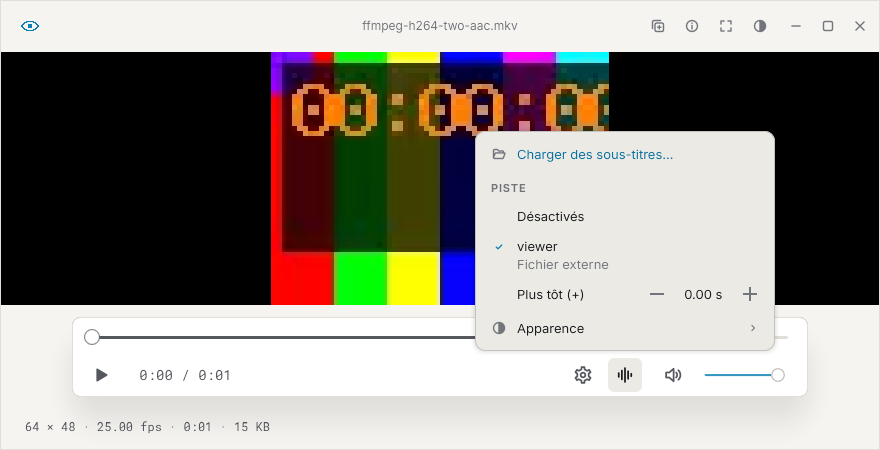 ffmpeg-h264-two-aac.mkv
00:00:00
Charger des sous-titres...
PISTE
Désactivés
viewer
Fichier externe
Plus tôt (+)
0.00 s
Apparence
0:00 / 0:01
64 × 48 · 25.00 fps · 0:01 · 15 KB